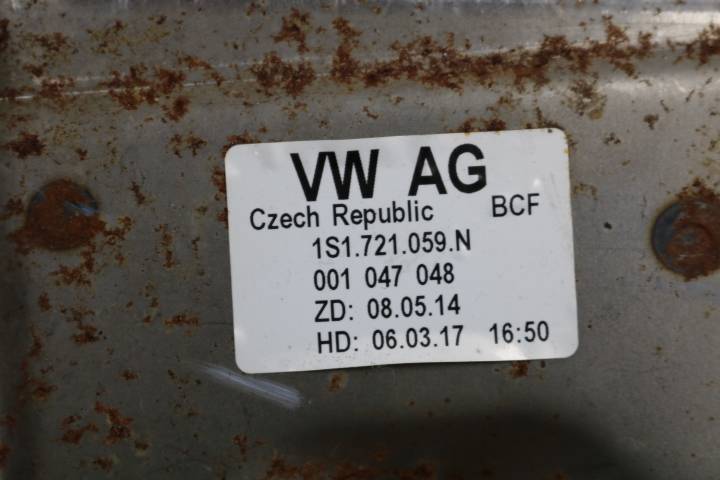 VW AG
Czech Republic BCF
1S1.721.059.N
001 047 048
ZD: 08.05.14
HD: 06.03.17 16:50